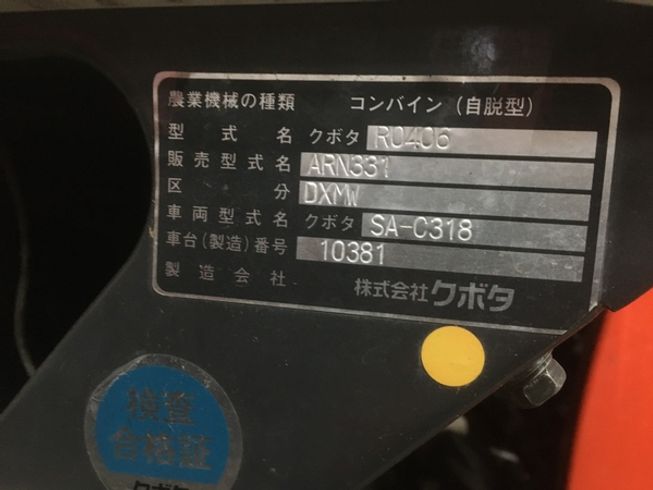 農業機械の種類 コンバイン（自脱型）
型式名 クボタ R0406
販売型式名 ARN331
区分 DXMW
車両型式名 クボタ SA-C318
車台（製造）番号 10381
製造会社 株式会社クボタ
検査
合格証
クボタ